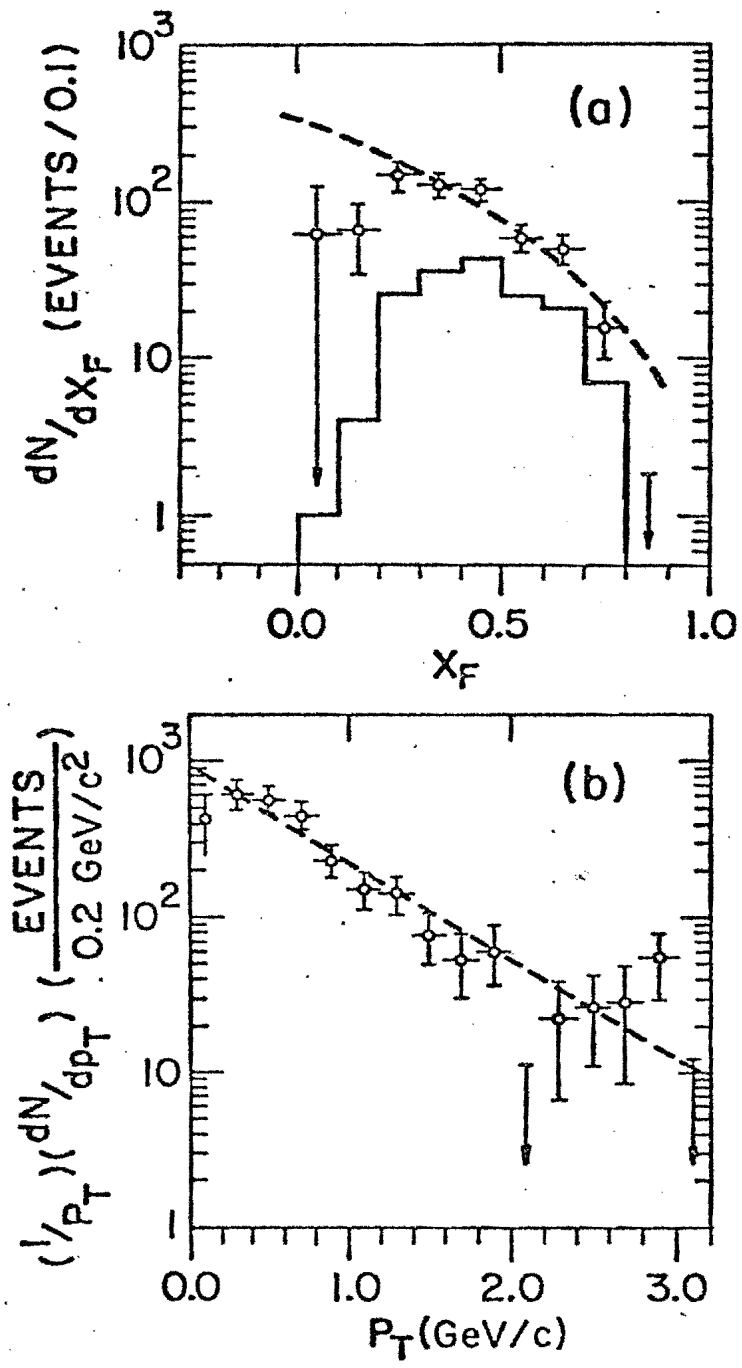 10³
10²
10
1
dN/dX_F (EVENTS/0.1)
(a)
0.0 0.5 1.0
X_F
10³
10²
10
1
(1/P_T)(dN/dp_T) (EVENTS/0.2 GeV/c²)
(b)
0.0 1.0 2.0 3.0
P_T(GeV/c)